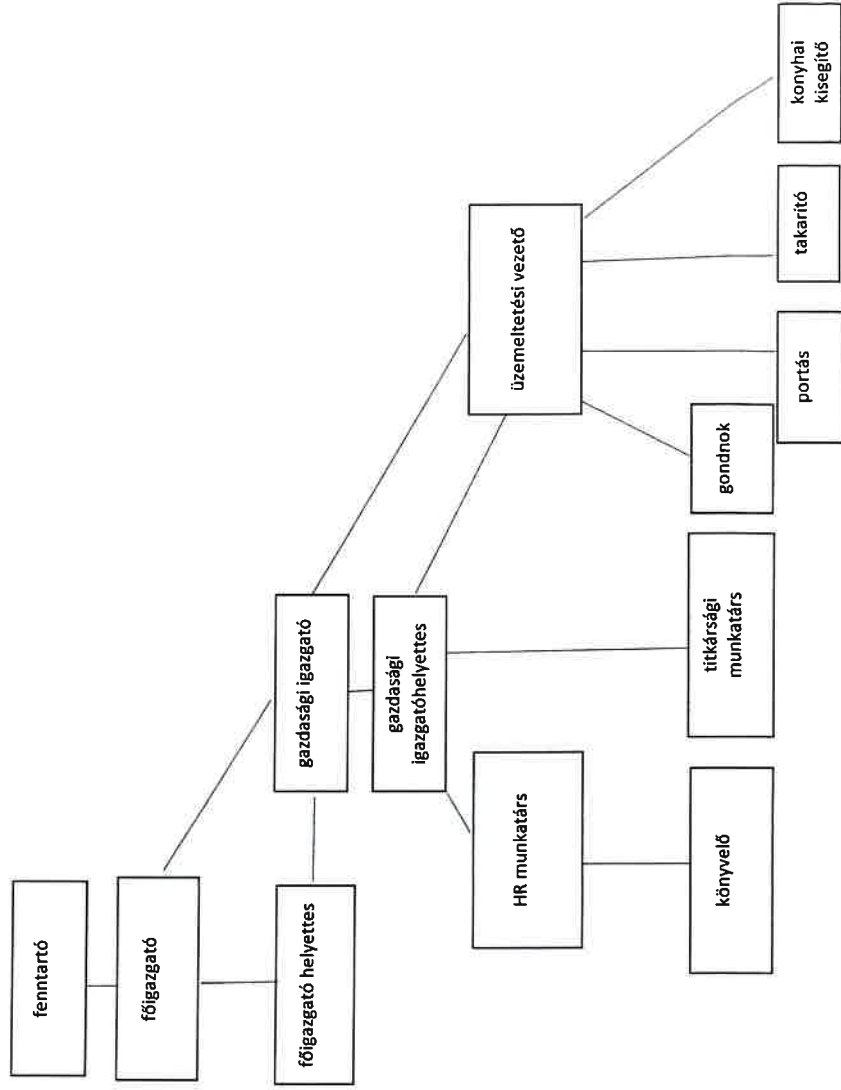 fenntartó
főigazgató
főigazgató helyettes
gazdasági igazgató
gazdasági
igazgatóhelyettes
HR munkatárs
üzemeltetési vezető
könyvelő
titkársági
munkatárs
gondnok
portás
takarító
konyhai
kisegítő